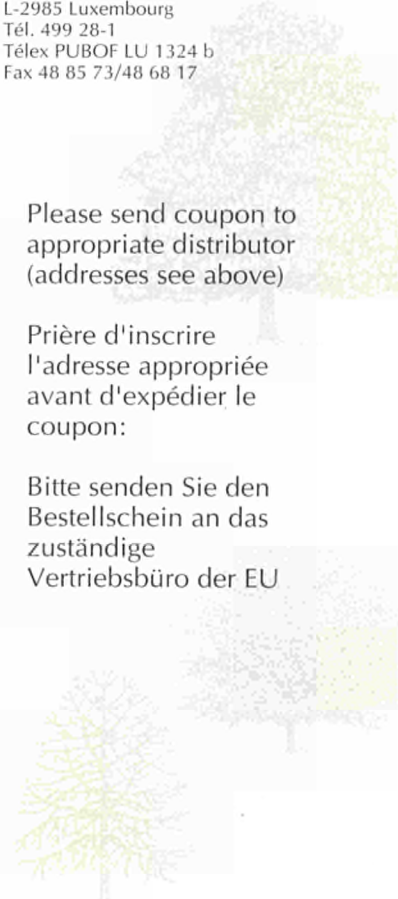 L-2985 Luxembourg
Tél. 499 28-1
Télex PUBOF LU 1324 b
Fax 48 85 73/48 68 17
Please send coupon to
appropriate distributor
(addresses see above)
Prière d'inscrire
l'adresse appropriée
avant d'expédier le
coupon:
Bitte senden Sie den
Bestellschein an das
zuständige
Vertriebsbüro der EU